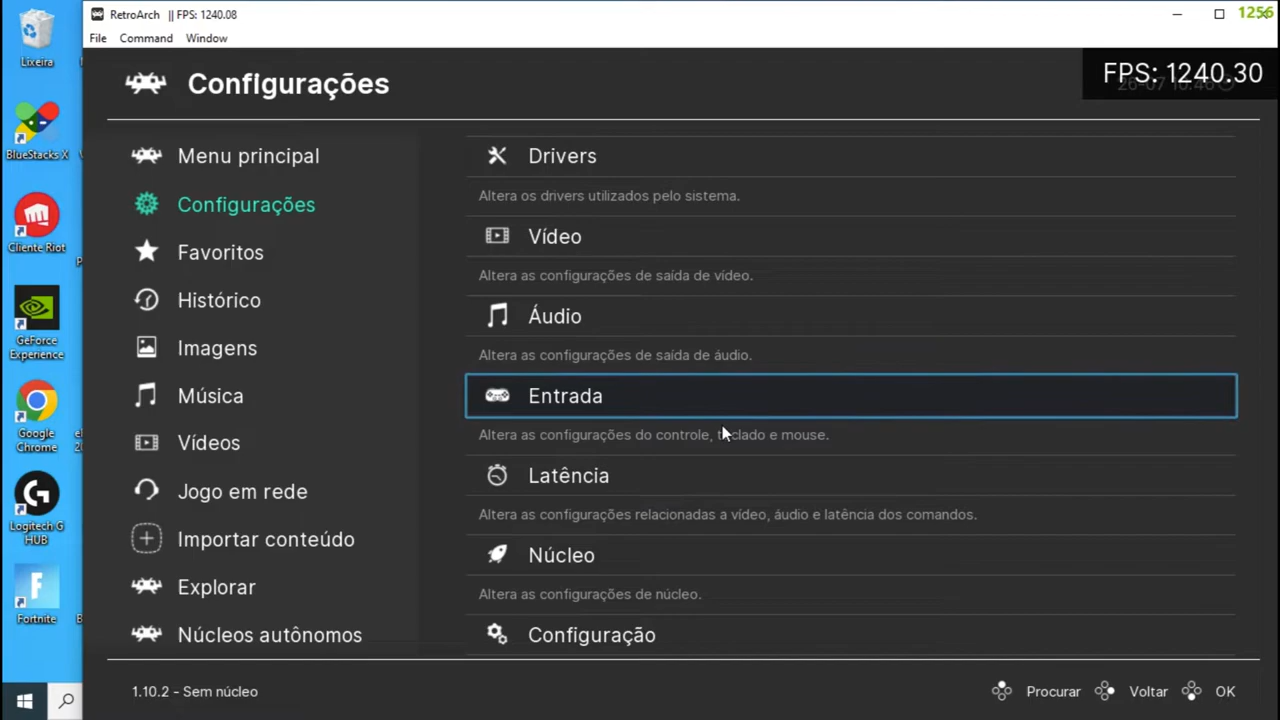 RetroArch || FPS: 1240.08
1256
File Command Window
Configurações
FPS: 1240.30
Lixeira
BlueStacks X
Cliente Riot
GeForce
Experience
Google
Chrome
Logitech G
HUB
Fortnite
Menu principal
Configurações
Favoritos
Histórico
Imagens
Música
Vídeos
Jogo em rede
Importar conteúdo
Explorar
Núcleos autônomos
Drivers
Altera os drivers utilizados pelo sistema.
Vídeo
Altera as configurações de saída de vídeo.
Áudio
Altera as configurações de saída de áudio.
Entrada
Altera as configurações do controle, teclado e mouse.
Latência
Altera as configurações relacionadas a vídeo, áudio e latência dos comandos.
Núcleo
Altera as configurações de núcleo.
Configuração
1.10.2 - Sem núcleo
Procurar Voltar OK